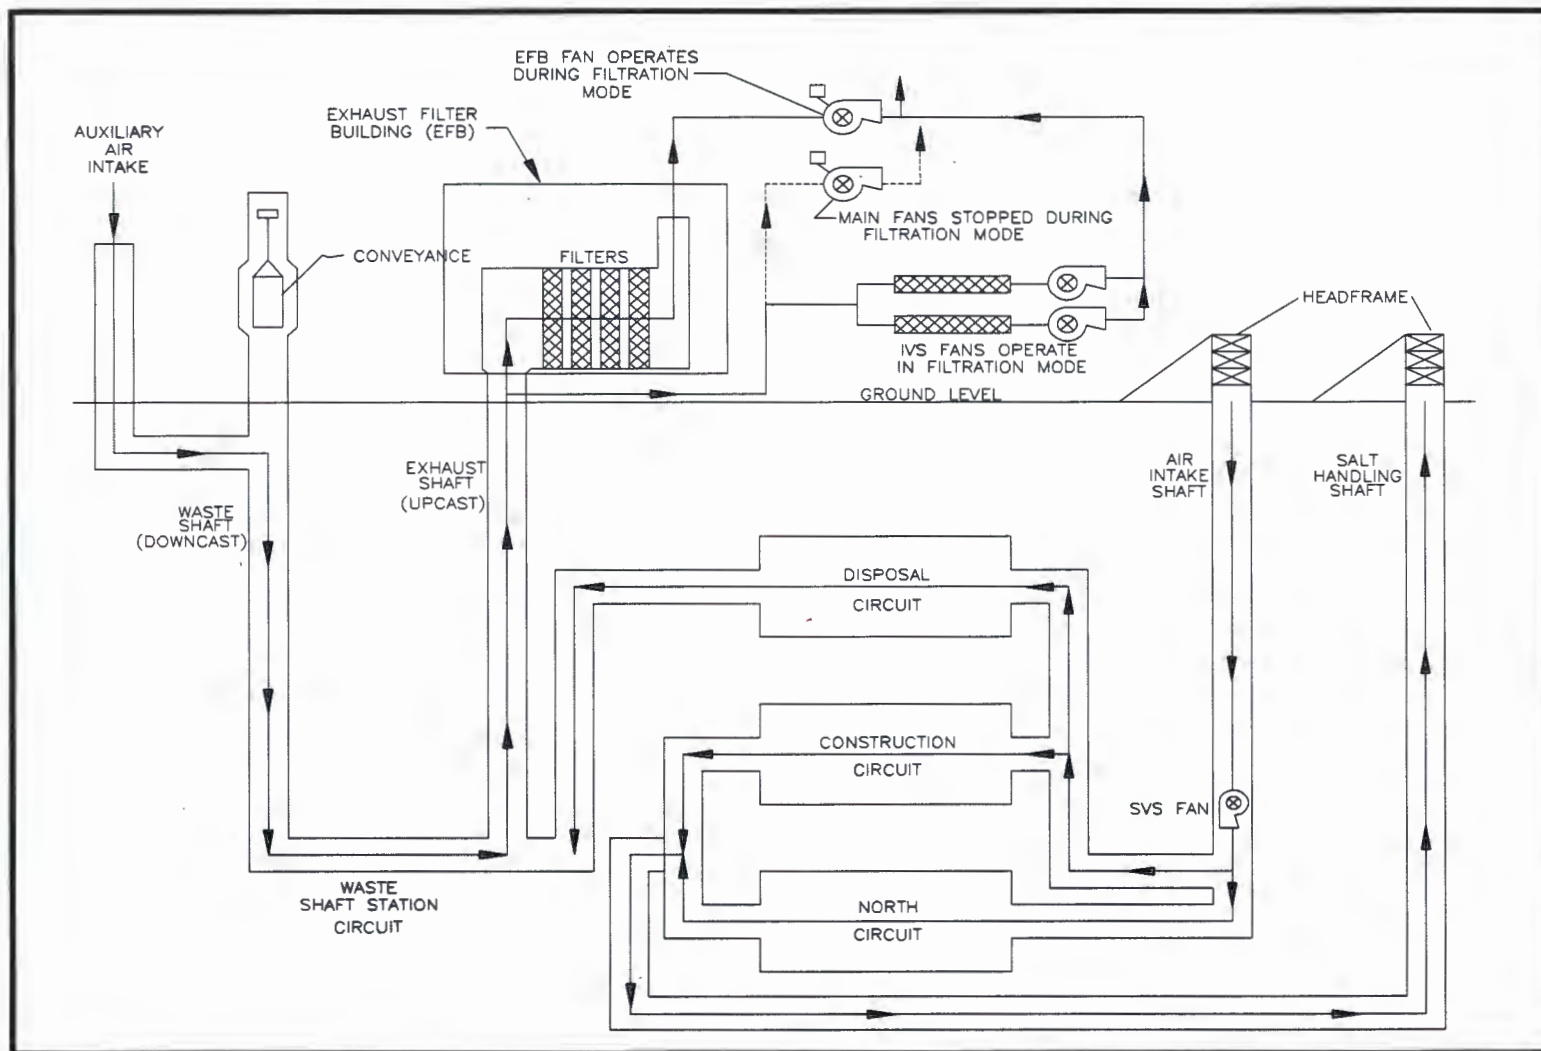 EFB FAN OPERATES
DURING FILTRATION
MODE
EXHAUST FILTER
BUILDING (EFB)
AUXILIARY
AIR
INTAKE
MAIN FANS STOPPED DURING
FILTRATION MODE
CONVEYANCE
FILTERS
HEADFRAME
IVS FANS OPERATE
IN FILTRATION MODE
GROUND LEVEL
EXHAUST
SHAFT
(UPCAST)
AIR
INTAKE
SHAFT
SALT
HANDLING
SHAFT
WASTE
SHAFT
(DOWNCAST)
DISPOSAL
CIRCUIT
CONSTRUCTION
CIRCUIT
SVS FAN
WASTE
SHAFT STATION
CIRCUIT
NORTH
CIRCUIT